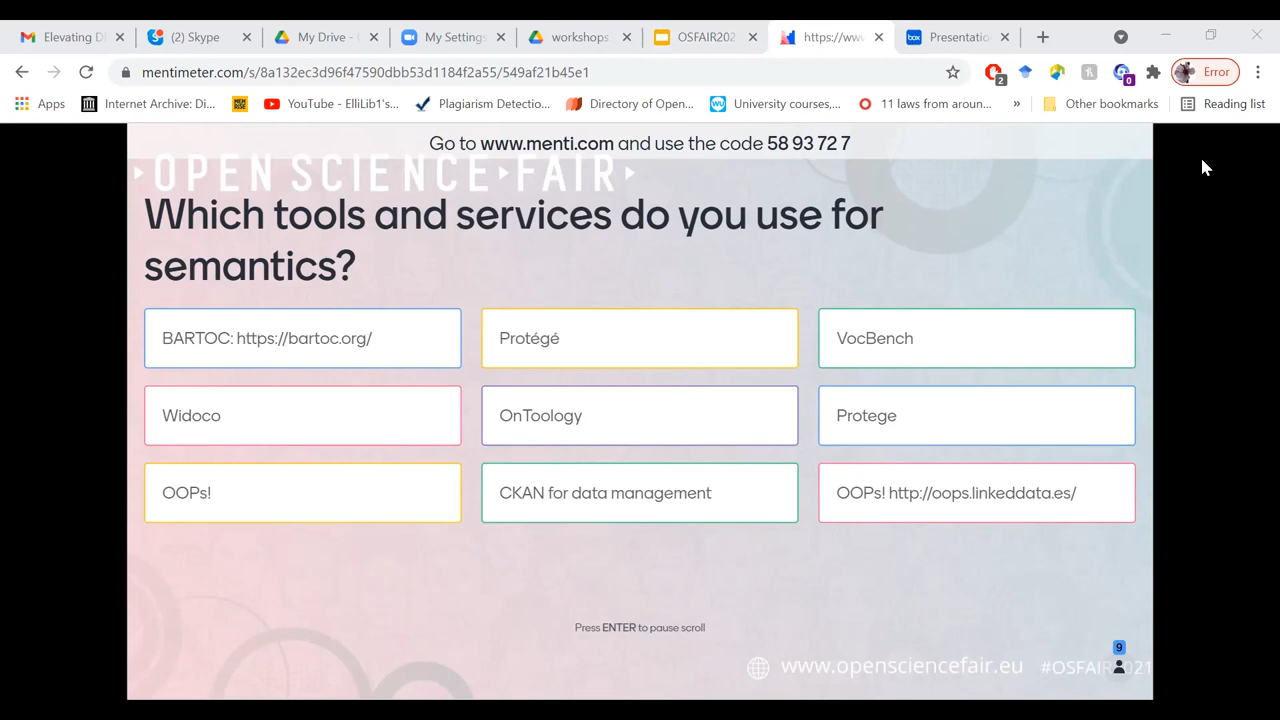 Elevating D
(2) Skype
My Drive -
My Settings
workshops
OSFAIR202
https://ww
Presentatio
mentimeter.com/s/8a132ec3d96f47590dbb53d1184f2a55/549af21b45e1
2
0
Error
Apps
Internet Archive: Di...
YouTube - ElliLib1's...
Plagiarism Detectio...
Directory of Open...
University courses,...
11 laws from aroun...
»
Other bookmarks
Reading list
Go to www.menti.com and use the code 58 93 72 7
OPEN SCIENCE FAIR
Which tools and services do you use for
semantics?
BARTOC: https://bartoc.org/
Protégé
VocBench
Widoco
OnToology
Protege
OOPs!
CKAN for data management
OOPs! http://oops.linkeddata.es/
Press ENTER to pause scroll
9
www.opensciencefair.eu #OSFAIR2021